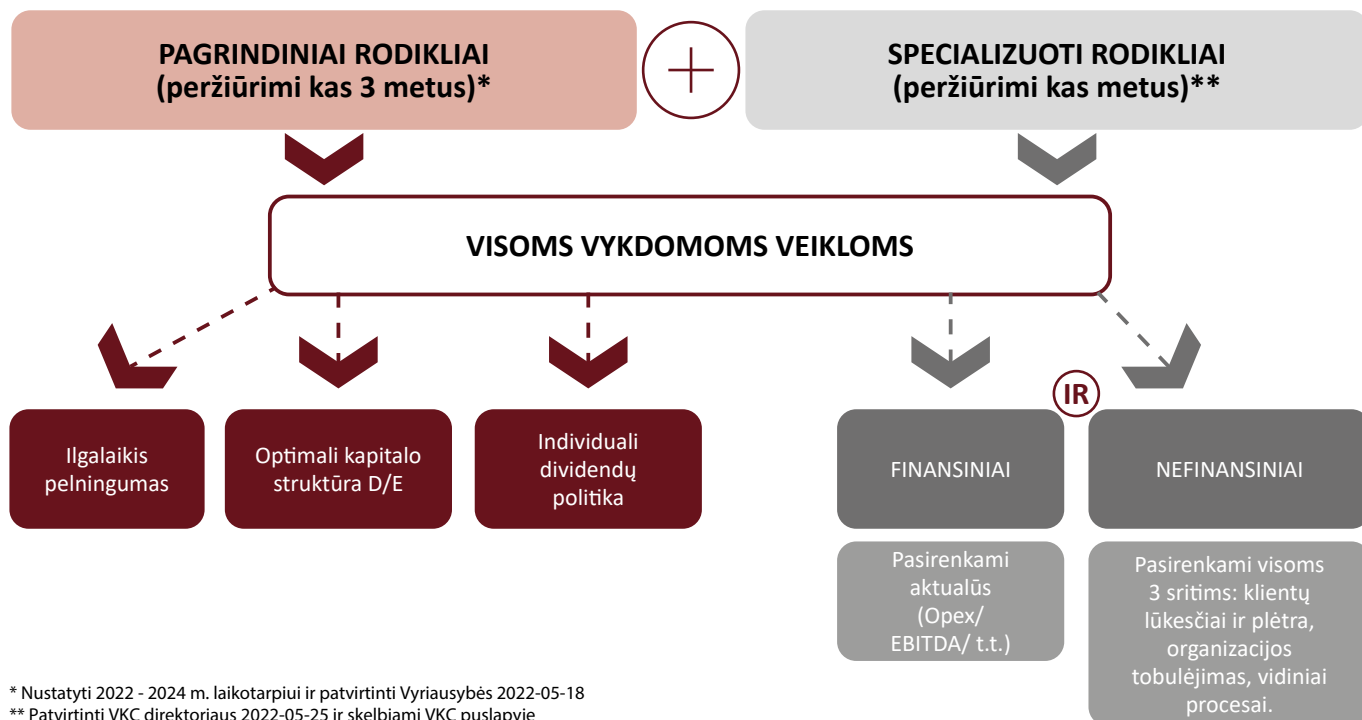 PAGRINDINIAI RODIKLIAI
(peržiūrimi kas 3 metus)*
SPECIALIZUOTI RODIKLIAI
(peržiūrimi kas metus)**
VISOMS VYKDOMOMS VEIKLOMS
Ilgalaikis
pelningumas
Optimali kapitalo
struktūra D/E
Individuali
dividendų
politika
IR
FINANSINIAI
NEFINANSINIAI
Pasirenkami
aktualūs
(Opex/
EBITDA/ t.t.)
Pasirenkami visoms
3 sritims: klientų
lūkesčiai ir plėtra,
organizacijos
tobulėjimas, vidiniai
procesai.
* Nustatyti 2022 - 2024 m. laikotarpiui ir patvirtinti Vyriausybės 2022-05-18
** Patvirtinti VKC direktoriaus 2022-05-25 ir skelbiami VKC puslapyje